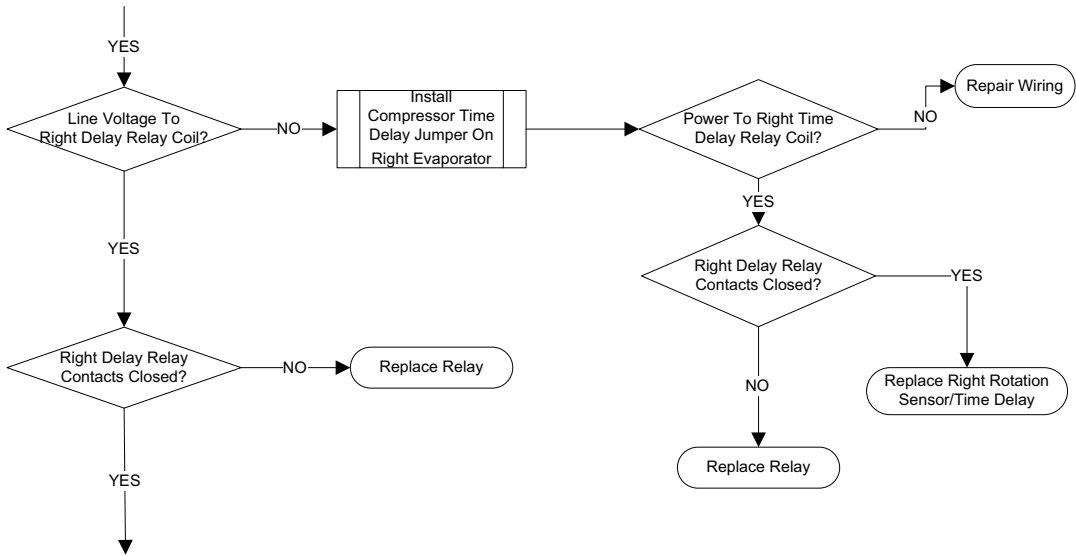 YES
Line Voltage To
Right Delay Relay Coil?
NO
Install
Compressor Time
Delay Jumper On
Right Evaporator
Power To Right Time
Delay Relay Coil?
NO
Repair Wiring
YES
Right Delay Relay
Contacts Closed?
YES
Replace Right Rotation
Sensor/Time Delay
NO
Replace Relay
YES
Right Delay Relay
Contacts Closed?
NO
Replace Relay
YES